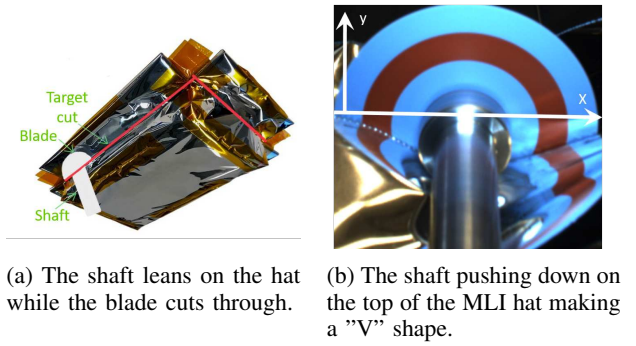 Target
cut
Blade
Shaft
y
x
(a) The shaft leans on the hat
while the blade cuts through.
(b) The shaft pushing down on
the top of the MLI hat making
a ”V” shape.